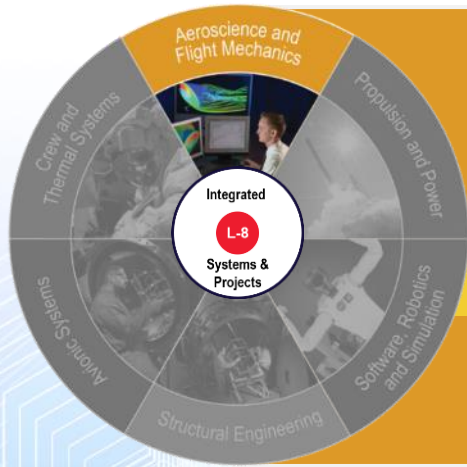 Aeroscience and
Flight Mechanics
Propulsion and Power
Software, Robotics
and Simulation
Structural Engineering
Avionic Systems
Crew and
Thermal Systems
Integrated
L-8
Systems &
Projects